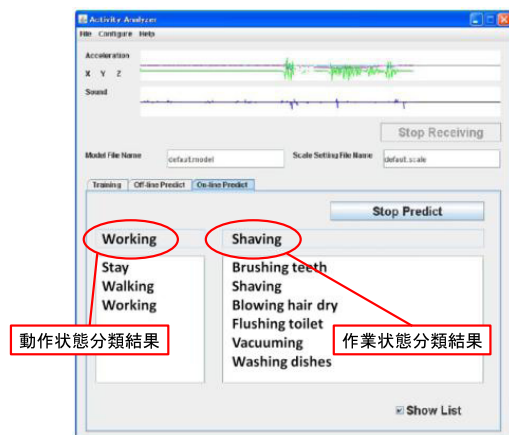 Activity Analyzer
File Configure Help
Acceleration
X Y Z
Sound
Stop Receiving
Model File Name
default.model
Scale Setting File Name
default.scale
Training
Off-line Predict
On-line Predict
Stop Predict
Working
Shaving
Stay
Walking
Working
Brushing teeth
Shaving
Blowing hair dry
Flushing toilet
Vacuuming
Washing dishes
動作状態分類結果
作業状態分類結果
Show List